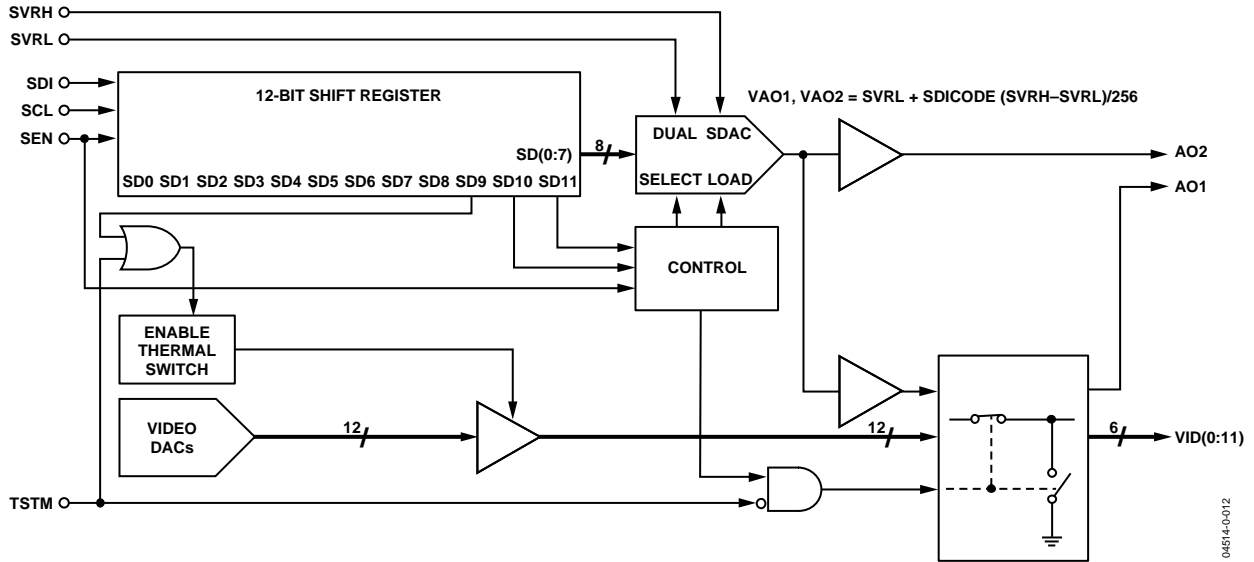 SVRH
SVRL
SDI
SCL
SEN
12-BIT SHIFT REGISTER
SD(0:7)
SD0 SD1 SD2 SD3 SD4 SD5 SD6 SD7 SD8 SD9 SD10 SD11
8
DUAL SDAC
SELECT LOAD
VAO1, VAO2 = SVRL + SDICODE (SVRH–SVRL)/256
AO2
AO1
CONTROL
ENABLE
THERMAL
SWITCH
VIDEO
DACs
12
12
6
VID(0:11)
TSTM
04514-0-012